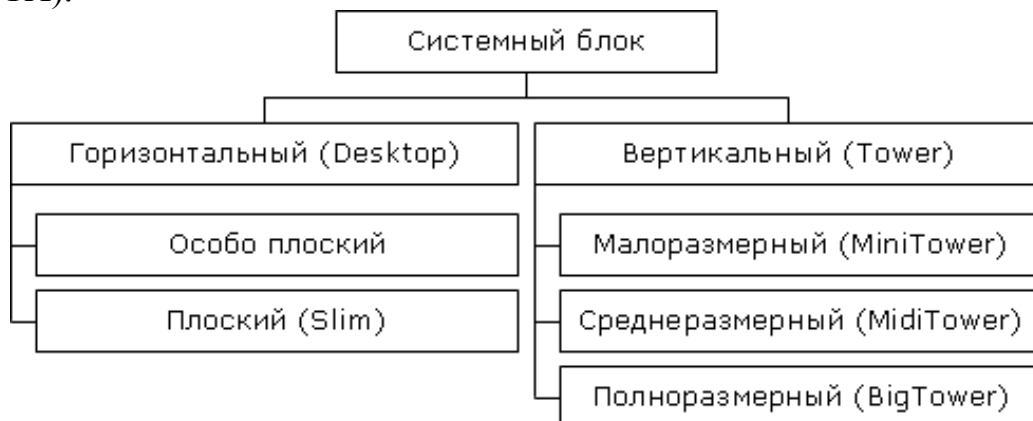 Системный блок
Горизонтальный (Desktop)
Особо плоский
Плоский (Slim)
Вертикальный (Tower)
Малоразмерный (MiniTower)
Среднеразмерный (MidiTower)
Полноразмерный (BigTower)